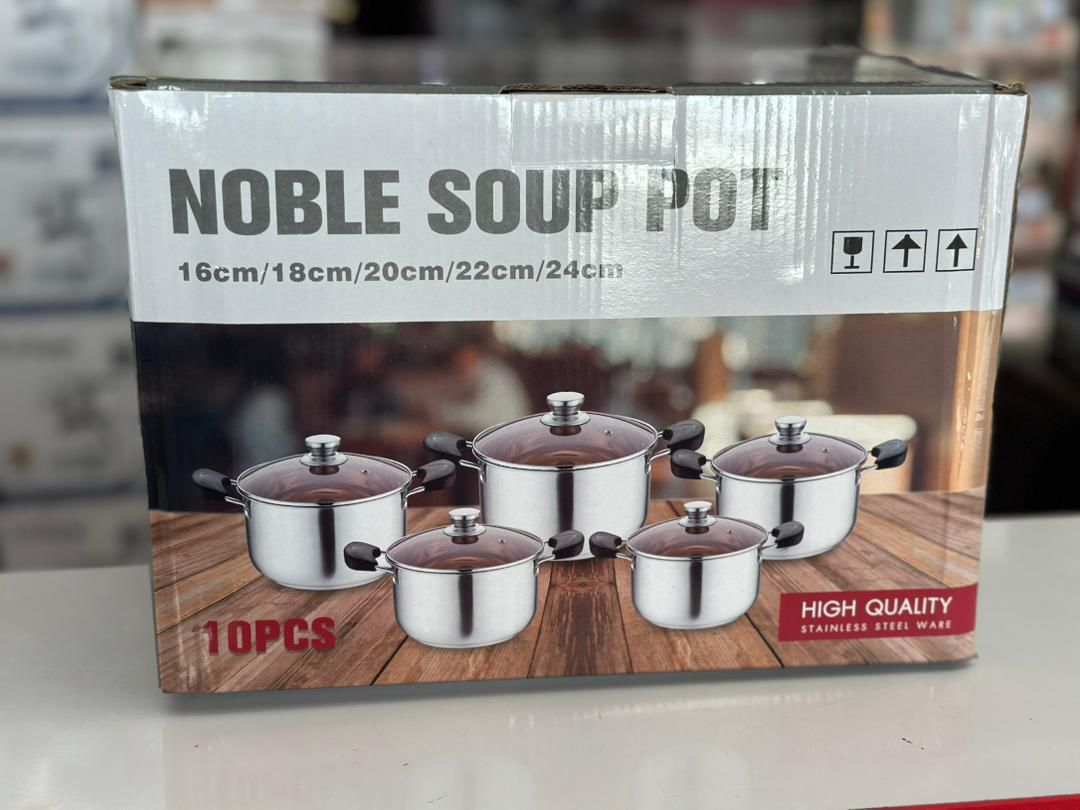 NOBLE SOUP POT
16cm/18cm/20cm/22cm/24cm
10PCS
HIGH QUALITY
STAINLESS STEEL WARE